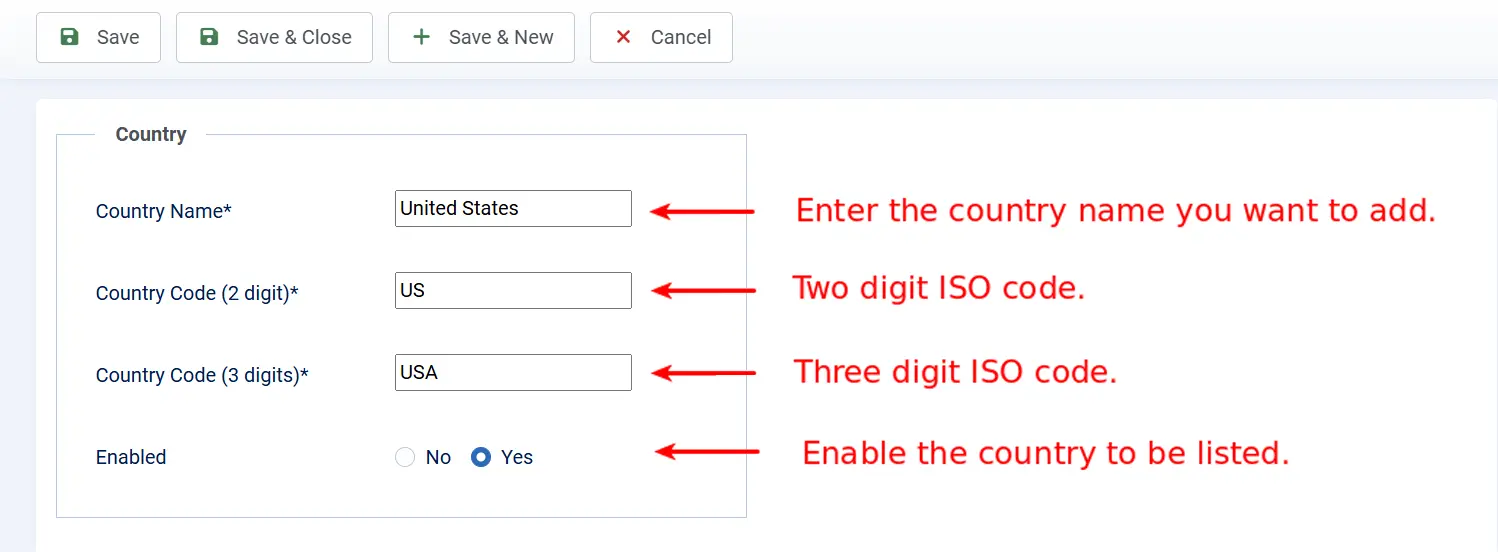 Save Save & Close Save & New Cancel
Country
Country Name* United States Enter the country name you want to add.
Country Code (2 digit)* US Two digit ISO code.
Country Code (3 digits)* USA Three digit ISO code.
Enabled No Yes Enable the country to be listed.